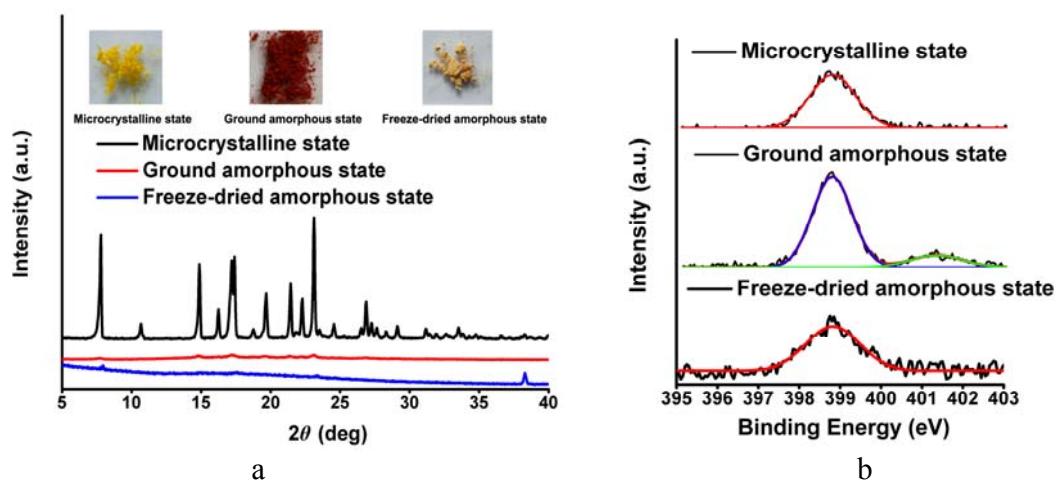 Microcrystalline state
Ground amorphous state
Freeze-dried amorphous state
Microcrystalline state
Ground amorphous state
Freeze-dried amorphous state
Intensity (a.u.)
5 10 15 20 25 30 35 40
2θ (deg)
a
Microcrystalline state
Ground amorphous state
Freeze-dried amorphous state
Intensity (a.u.)
395 396 397 398 399 400 401 402 403
Binding Energy (eV)
b